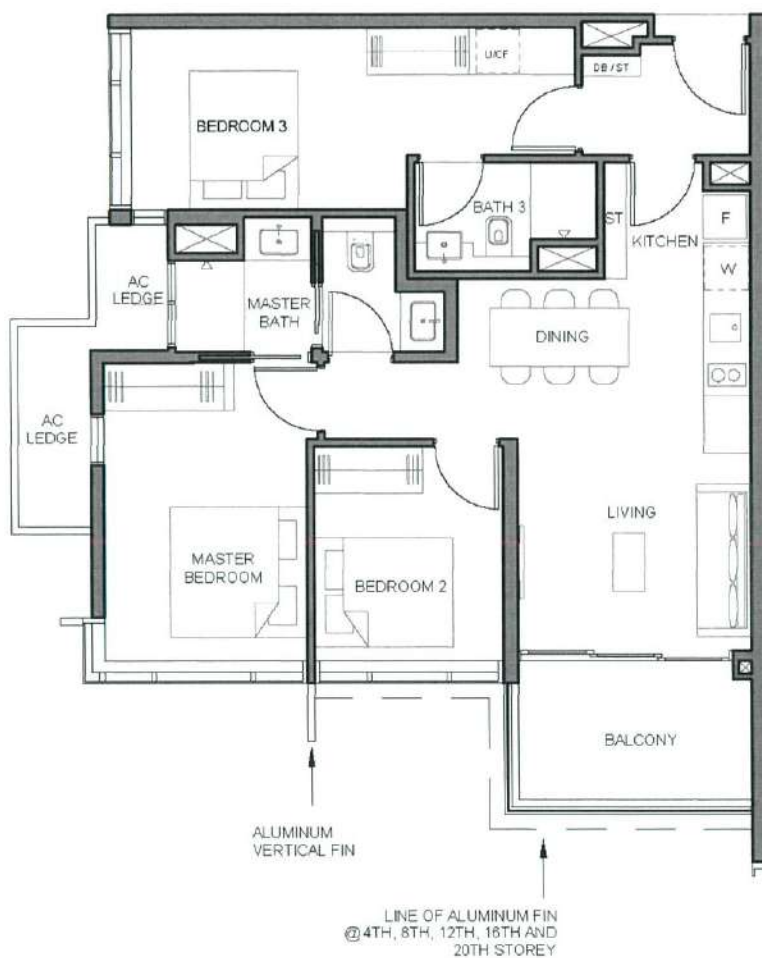 U/CF
DB / ST
BEDROOM 3
BATH 3
ST
KITCHEN
F
W
AC
LEDGE
MASTER
BATH
DINING
AC
LEDGE
LIVING
MASTER
BEDROOM
BEDROOM 2
BALCONY
ALUMINUM
VERTICAL FIN
LINE OF ALUMINUM FIN
@ 4TH, 8TH, 12TH, 16TH AND
20TH STOREY